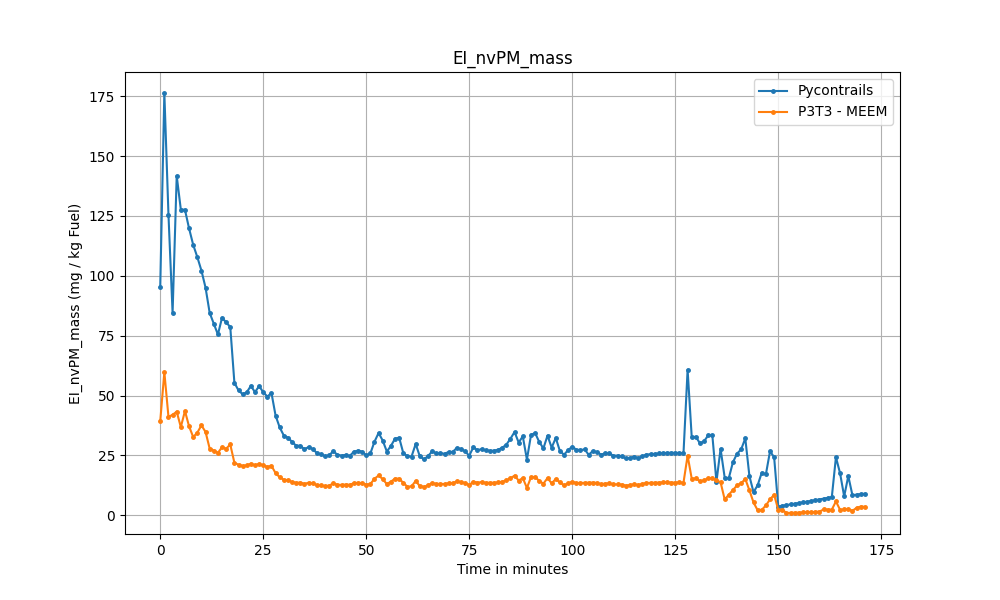 EI_nvPM_mass
Pycontrails
P3T3 - MEEM
EI_nvPM_mass (mg / kg Fuel)
175
150
125
100
75
50
25
0
0 25 50 75 100 125 150 175
Time in minutes